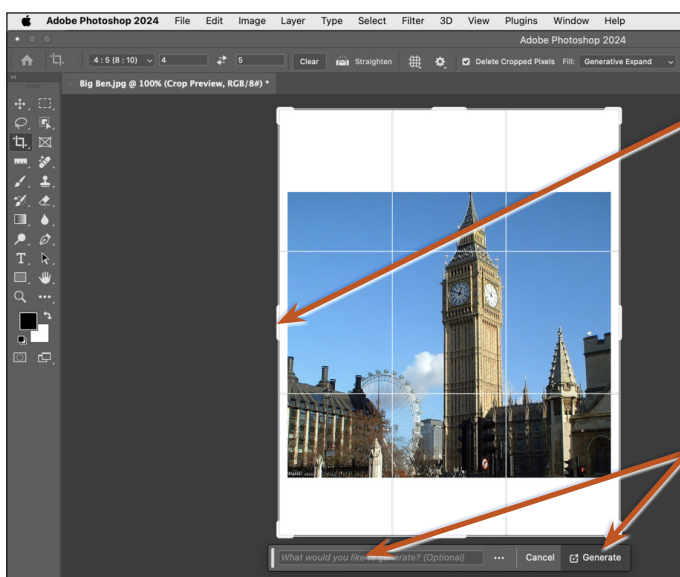 Adobe Photoshop 2024 File Edit Image Layer Type Select Filter 3D View Plugins Window Help
Adobe Photoshop 2024
4 : 5 (8 : 10) 4 5 Clear Straighten Delete Cropped Pixels Fill: Generative Expand
Big Ben.jpg @ 100% (Crop Preview, RGB/8#) *
What would you like to generate? (Optional) ••• Cancel Generate